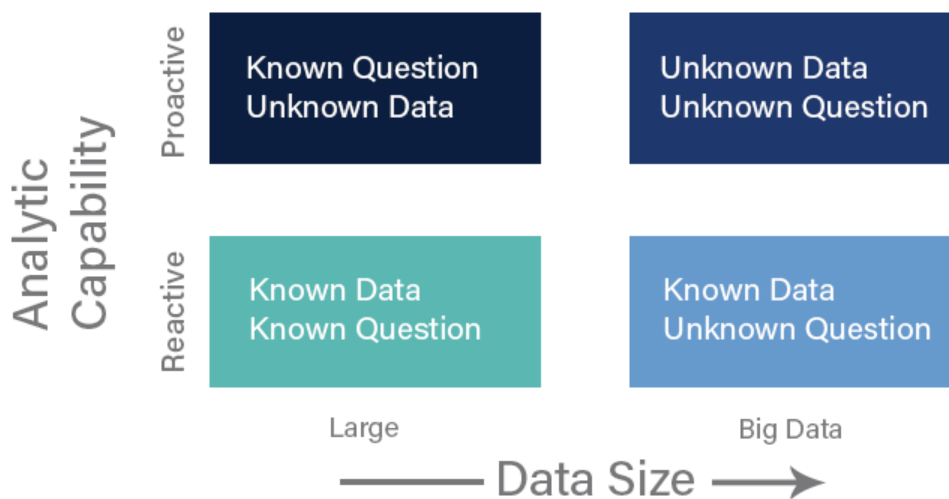 Analytic
Capability
Proactive
Known Question
Unknown Data
Unknown Data
Unknown Question
Reactive
Known Data
Known Question
Known Data
Unknown Question
Large
Big Data
Data Size